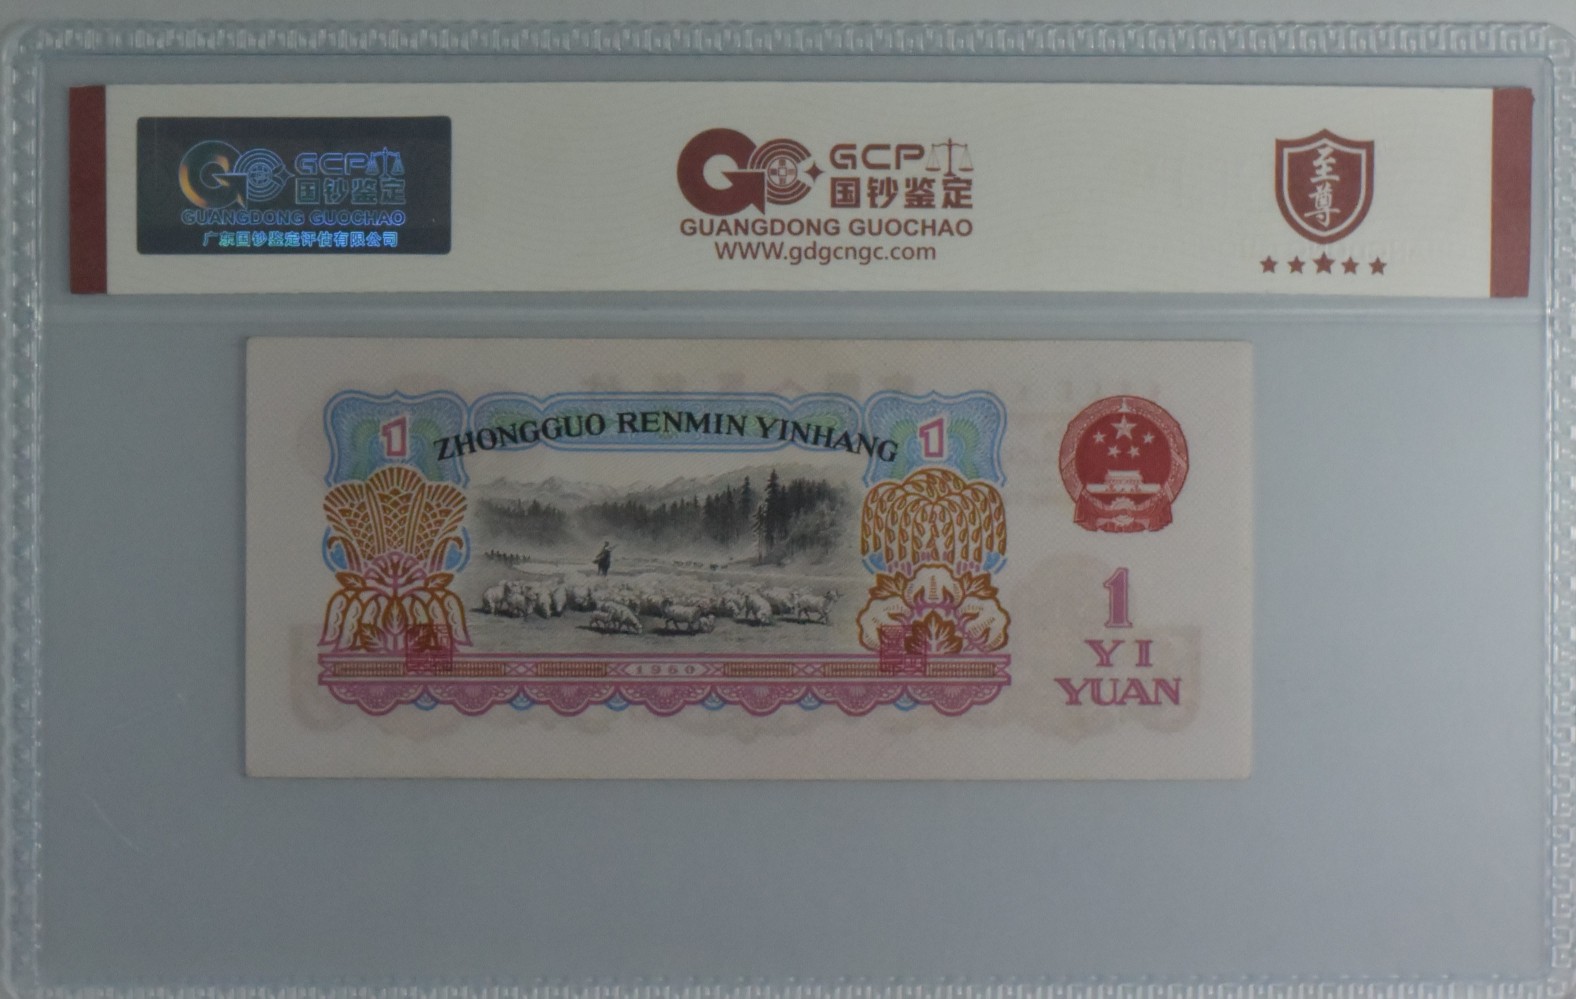 GCP
国钞鉴定
GUANGDONG GUOCHAO
广东国钞鉴定评估有限公司
GCP
国钞鉴定
GUANGDONG GUOCHAO
WWW.gdgcngc.com
至尊
1 ZHONGGUO RENMIN YINHANG 1
1960
1
YI
YUAN